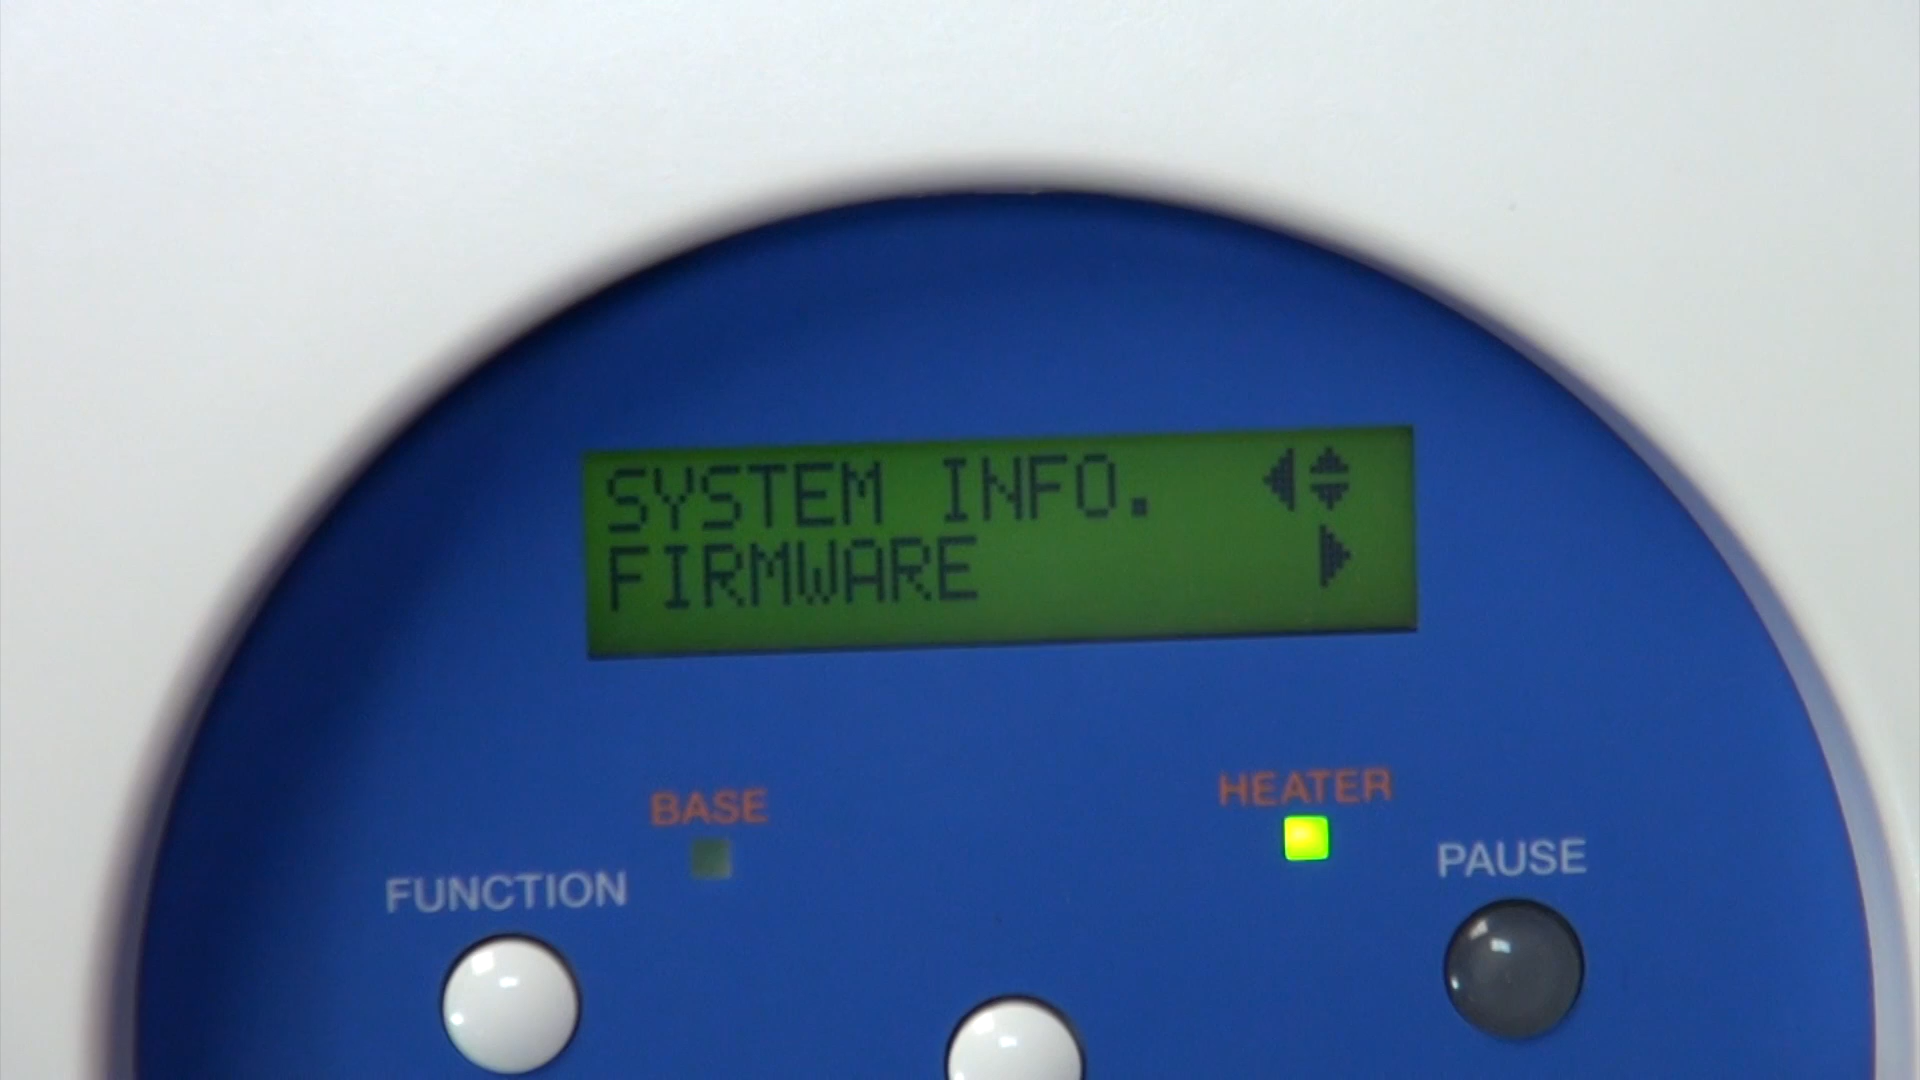 SYSTEM INFO.
FIRMWARE
BASE
HEATER
FUNCTION
PAUSE